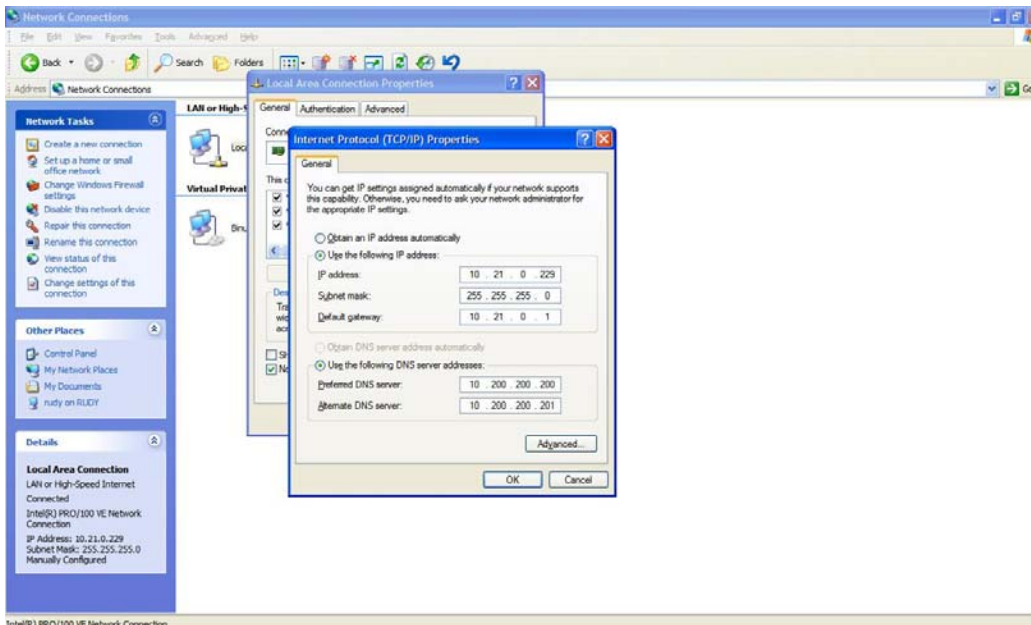 Network Connections
File Edit View Favorites Tools Advanced Help
Back Search Folders
Address Network Connections
Network Tasks
Create a new connection
Set up a home or small
office network
Change Windows Firewall
settings
Disable this network device
Repair this connection
Rename this connection
View status of this
connection
Change settings of this
connection
Other Places
Control Panel
My Network Places
My Documents
rudy on RUDY
Details
Local Area Connection
LAN or High-Speed Internet
Connected
Intel(R) PRO/100 VE Network
Connection
IP Address: 10.21.0.229
Subnet Mask: 255.255.255.0
Manually Configured
LAN or High-S
Loca
Virtual Privat
Local Area Connection Properties
General Authentication Advanced
Conne
This c
Internet Protocol (TCP/IP) Properties
General
You can get IP settings assigned automatically if your network supports
this capability. Otherwise, you need to ask your network administrator for
the appropriate IP settings.
Obtain an IP address automatically
Use the following IP address:
IP address: 10 . 21 . 0 . 229
Subnet mask: 255 . 255 . 255 . 0
Default gateway: 10 . 21 . 0 . 1
Obtain DNS server address automatically
Use the following DNS server addresses:
Preferred DNS server: 10 . 200 . 200 . 200
Alternate DNS server: 10 . 200 . 200 . 201
Advanced...
OK Cancel
Intel(R) PRO/100 VE Network Connection